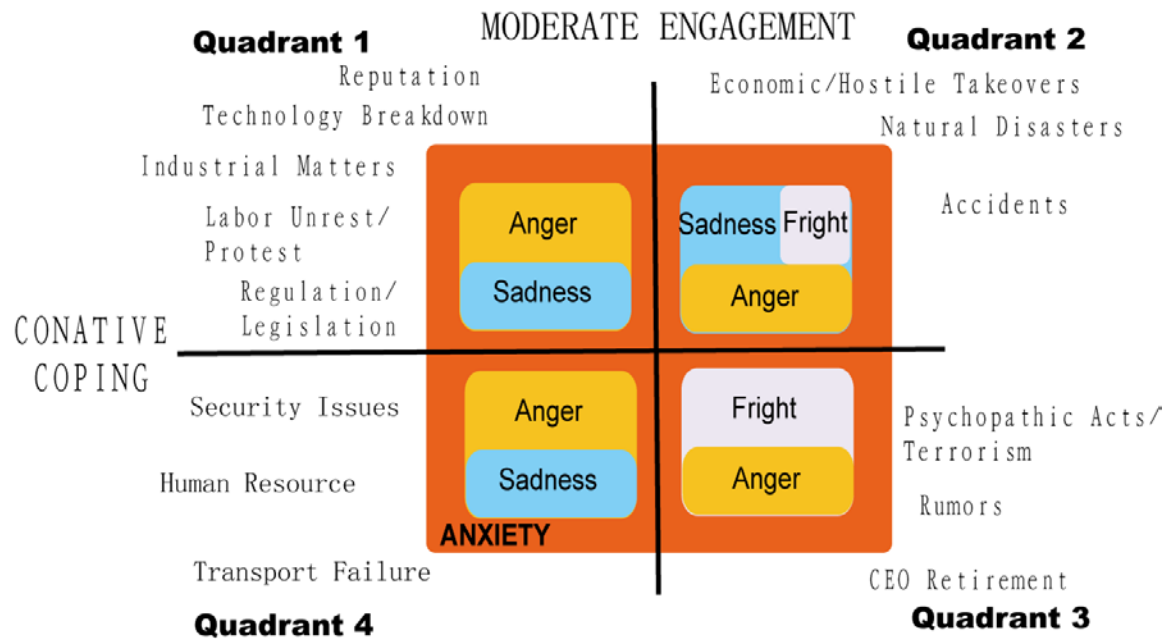 Quadrant 1
MODERATE ENGAGEMENT
Quadrant 2
Reputation
Technology Breakdown
Industrial Matters
Labor Unrest/
Protest
Regulation/
Legislation
Economic/Hostile Takeovers
Natural Disasters
Accidents
Anger
Sadness
Sadness
Fright
Anger
CONATIVE
COPING
Security Issues
Human Resource
Transport Failure
Anger
Sadness
ANXIETY
Fright
Anger
Psychopathic Acts/
Terrorism
Rumors
CEO Retirement
Quadrant 4
Quadrant 3